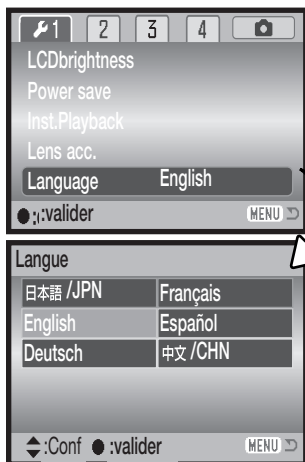 1 2 3 4
LCDbrightness
Power save
Inst.Playback
Lens acc.
Language English
:valider MENU
Langue
日本語 /JPN Français
English Español
Deutsch 中文 /CHN
:Conf :valider MENU